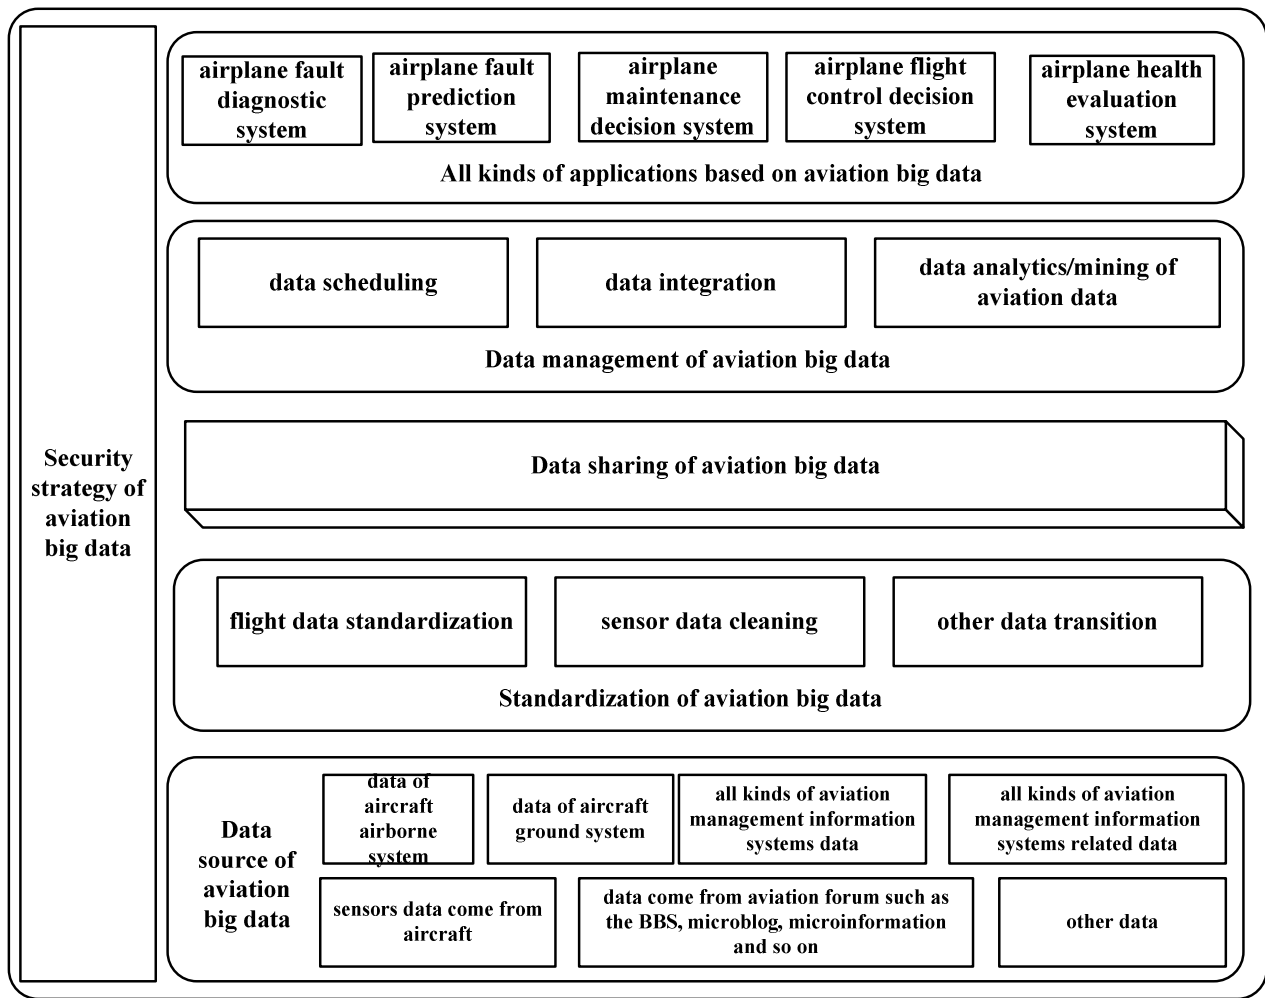 airplane fault
diagnostic
system
airplane fault
prediction
system
airplane
maintenance
decision system
airplane flight
control decision
system
airplane health
evaluation
system
All kinds of applications based on aviation big data
data scheduling
data integration
data analytics/mining of
aviation data
Data management of aviation big data
Security
strategy of
aviation
big data
Data sharing of aviation big data
flight data standardization
sensor data cleaning
other data transition
Standardization of aviation big data
Data
source of
aviation
big data
data of
aircraft
airborne
system
data of aircraft
ground system
all kinds of aviation
management information
systems data
all kinds of aviation
management information
systems related data
sensors data come from
aircraft
data come from aviation forum such as
the BBS, microblog, microinformation
and so on
other data